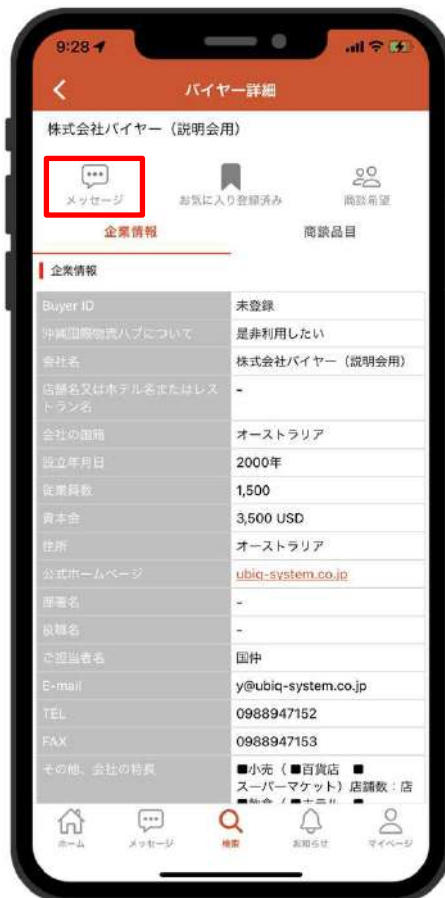 9:28
バイヤー詳細
株式会社バイヤー（説明会用）
メッセージ お気に入り登録済み 商談希望
企業情報 商談品目
企業情報
Buyer ID 未登録
沖縄国際物流ハブについて 是非利用したい
会社名 株式会社バイヤー（説明会用）
店舗名又はホテル名またはレス -
トラン名
会社の国籍 オーストラリア
設立年月日 2000年
従業員数 1,500
資本金 3,500 USD
住所 オーストラリア
公式ホームページ ubiq-system.co.jp
部署名 -
役職名 -
ご担当者名 国仲
E-mail y@ubiq-system.co.jp
TEL 0988947152
FAX 0988947153
その他、会社の特長 ■小売（■百貨店 ■
スーパーマケット）店舗数：店
ホーム メッセージ 検索 お知らせ マイページ